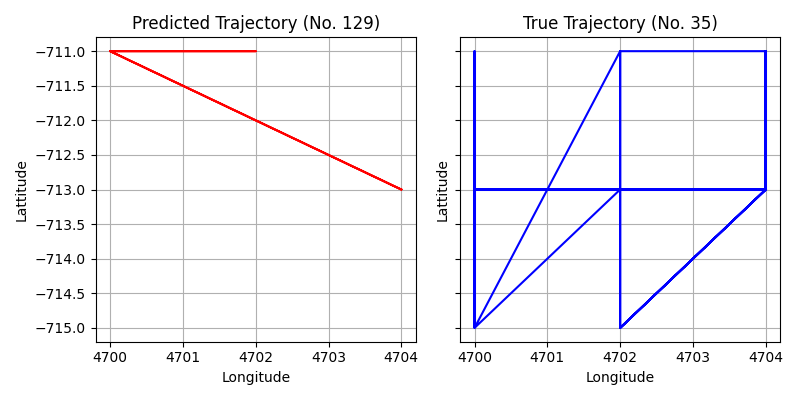 Predicted Trajectory (No. 129)
−711.0
−711.5
−712.0
−712.5
−713.0
−713.5
−714.0
−714.5
−715.0
Lattitude
4700 4701 4702 4703 4704
Longitude
True Trajectory (No. 35)
Lattitude
4700 4701 4702 4703 4704
Longitude